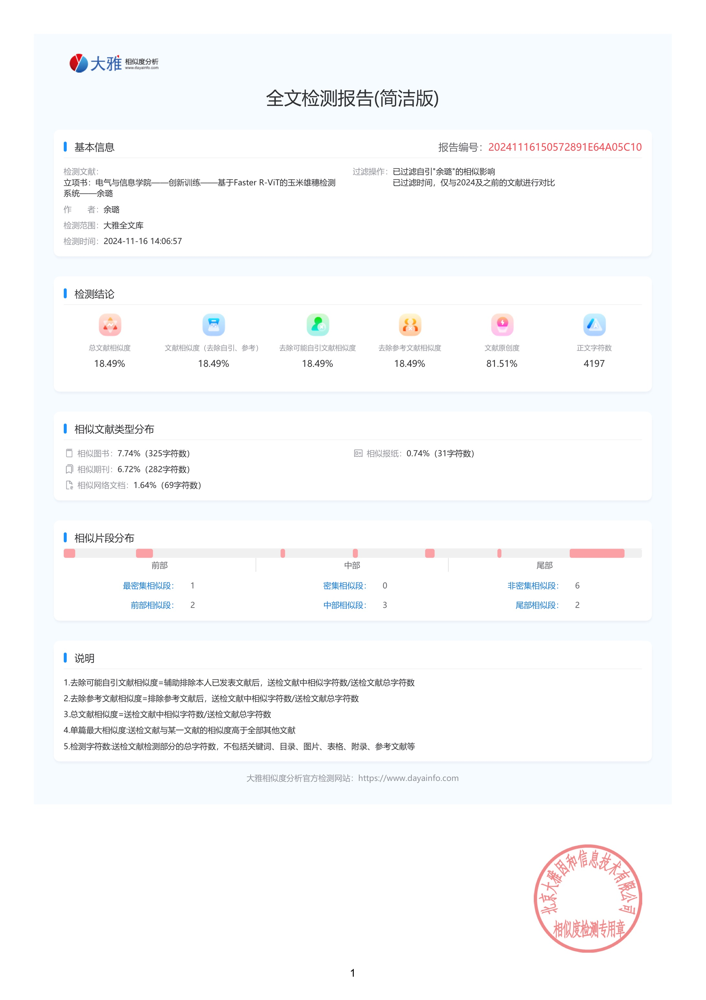 大雅 相似度分析
www.dayainfo.com
全文检测报告(简洁版)
基本信息
报告编号：20241116150572891E64A05C10
检测文献：
立项书：电气与信息学院——创新训练——基于Faster R-ViT的玉米雄穗检测
系统——余璐
过滤操作：已过滤自引"余璐"的相似影响
已过滤时间，仅与2024及之前的文献进行对比
作 者：余璐
检测范围：大雅全文库
检测时间：2024-11-16 14:06:57
检测结论
总文献相似度 文献相似度（去除自引、参考） 去除可能自引文献相似度 去除参考文献相似度 文献原创度 正文字符数
18.49% 18.49% 18.49% 18.49% 81.51% 4197
相似文献类型分布
相似图书：7.74%（325字符数） 相似报纸：0.74%（31字符数）
相似期刊：6.72%（282字符数）
相似网络文档：1.64%（69字符数）
相似片段分布
前部 中部 尾部
最密集相似段： 1 密集相似段： 0 非密集相似段： 6
前部相似段： 2 中部相似段： 3 尾部相似段： 2
说明
1.去除可能自引文献相似度=辅助排除本人已发表文献后，送检文献中相似字符数/送检文献总字符数
2.去除参考文献相似度=排除参考文献后，送检文献中相似字符数/送检文献总字符数
3.总文献相似度=送检文献中相似字符数/送检文献总字符数
4.单篇最大相似度:送检文献与某一文献的相似度高于全部其他文献
5.检测字符数:送检文献检测部分的总字符数，不包括关键词、目录、图片、表格、附录、参考文献等
大雅相似度分析官方检测网站：https://www.dayainfo.com
北京大雅因和信息技术有限公司
相似度检测专用章
1